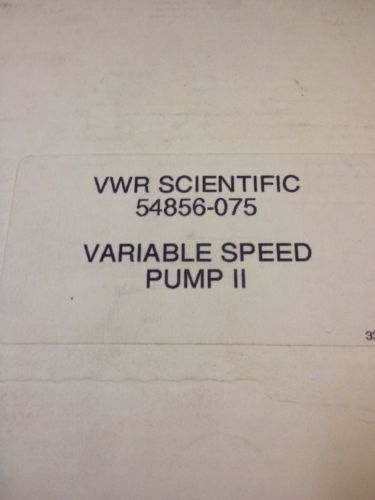 VWR SCIENTIFIC
54856-075
VARIABLE SPEED
PUMP II